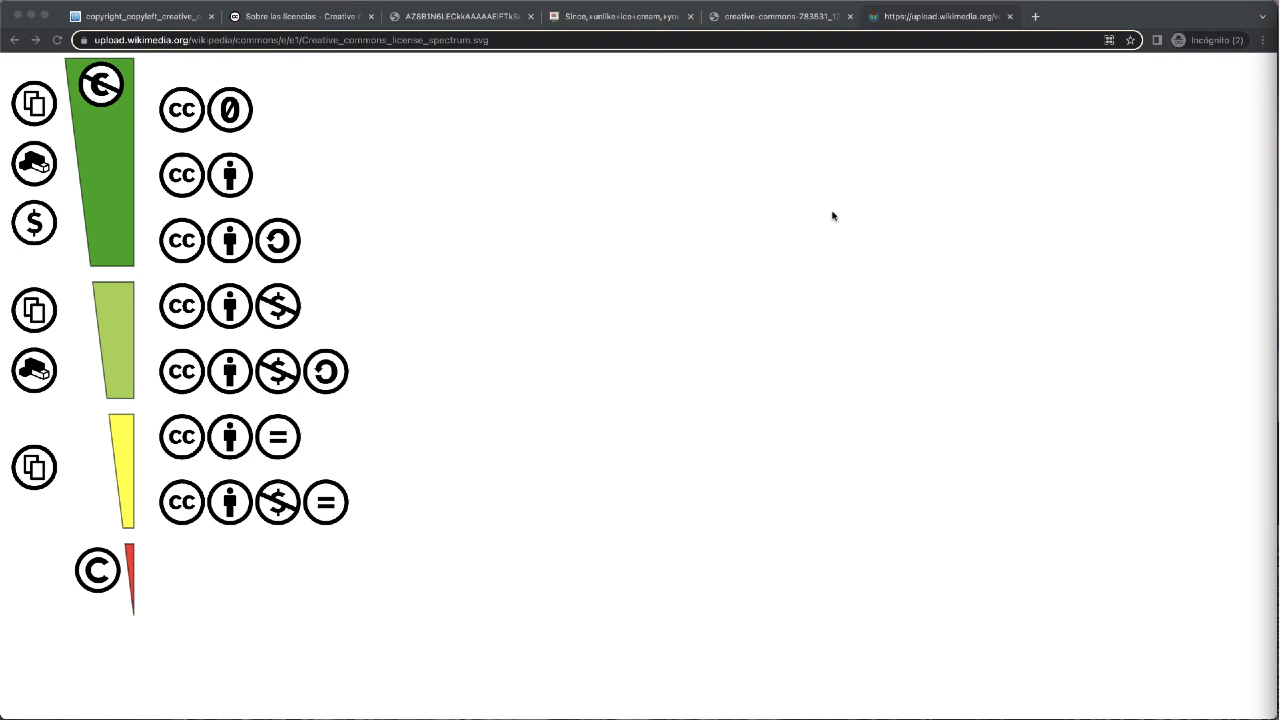 copyright_copyleft_creative_
Sobre las licencias - Creative C
AZ8B1N6LECkkAAAAAElFTkSu
Since,+unlike+ice+cream,+you
creative-commons-783531_12
https://upload.wikimedia.org/w
upload.wikimedia.org/wikipedia/commons/e/e1/Creative_commons_license_spectrum.svg
Incógnito (2)
cc 0
cc
cc
$
cc $
cc $
cc =
cc $ =
C